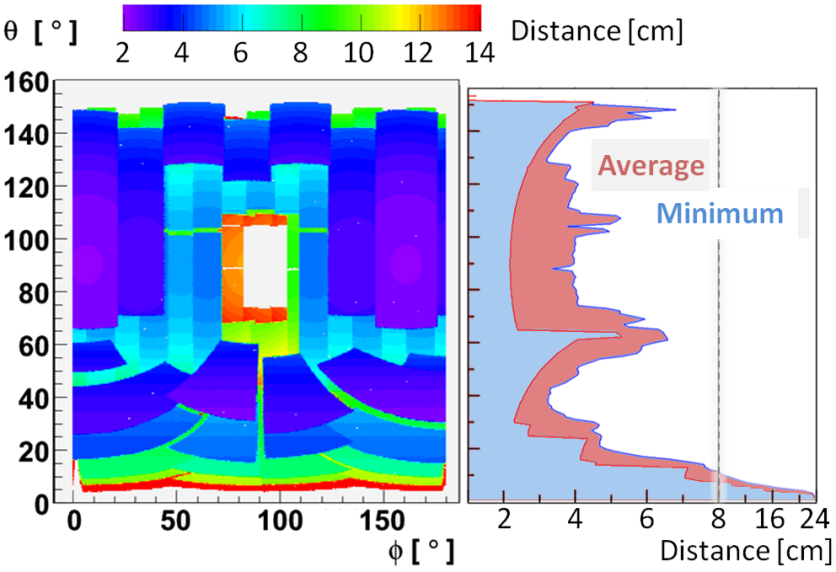 θ [°]
2 4 6 8 10 12 14
Distance [cm]
160
140
120
100
80
60
40
20
0
0 50 100 150
ϕ [°]
Average
Minimum
2 4 6 8 16 24
Distance [cm]